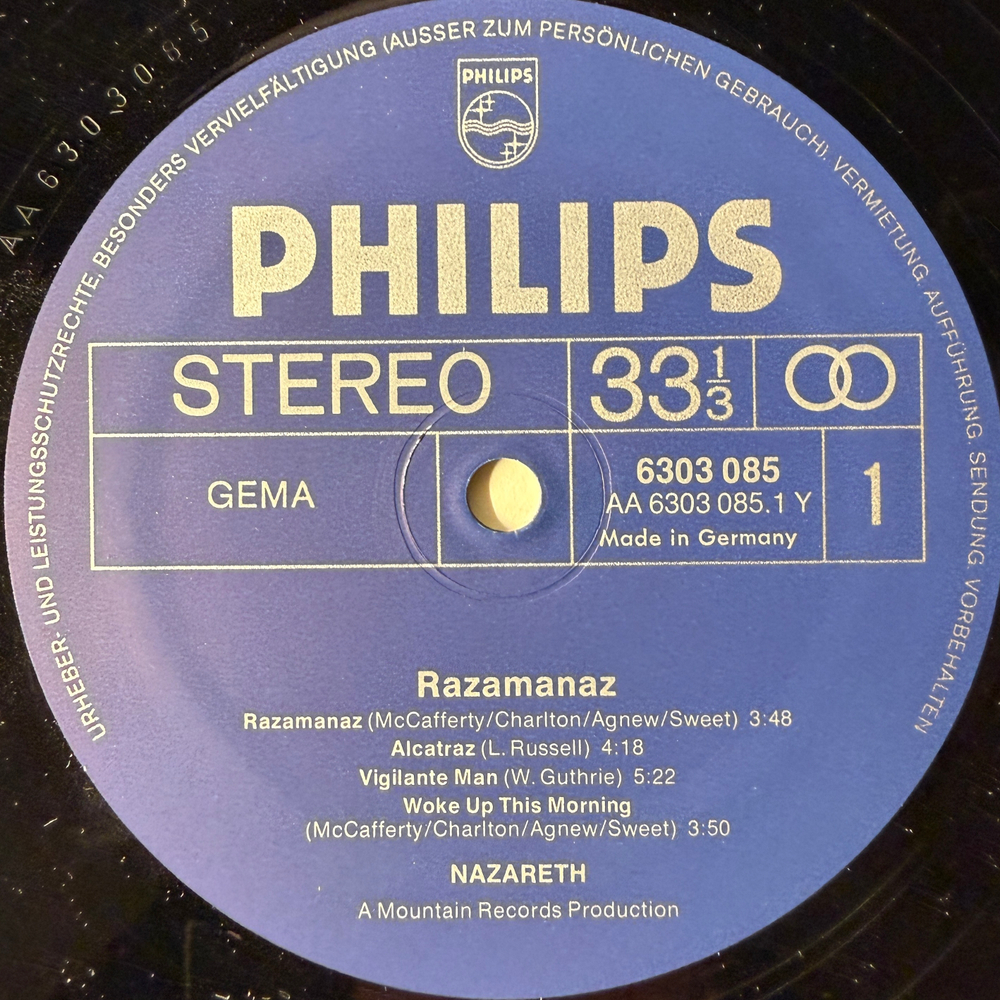 AA 6303085
URHEBER- UND LEISTUNGSSCHUTZRECHTE, BESONDERS VERVIELFÄLTIGUNG (AUSSER ZUM PERSÖNLICHEN GEBRAUCH). VERMIETUNG. AUFFÜHRUNG. SENDUNG VORBEHALTEN
PHILIPS
PHILIPS
STEREO
33 1/3
GEMA
6303 085
AA 6303 085.1 Y
Made in Germany
1
Razamanaz
Razamanaz (McCafferty/Charlton/Agnew/Sweet) 3:48
Alcatraz (L. Russell) 4:18
Vigilante Man (W. Guthrie) 5:22
Woke Up This Morning
(McCafferty/Charlton/Agnew/Sweet) 3:50
NAZARETH
A Mountain Records Production